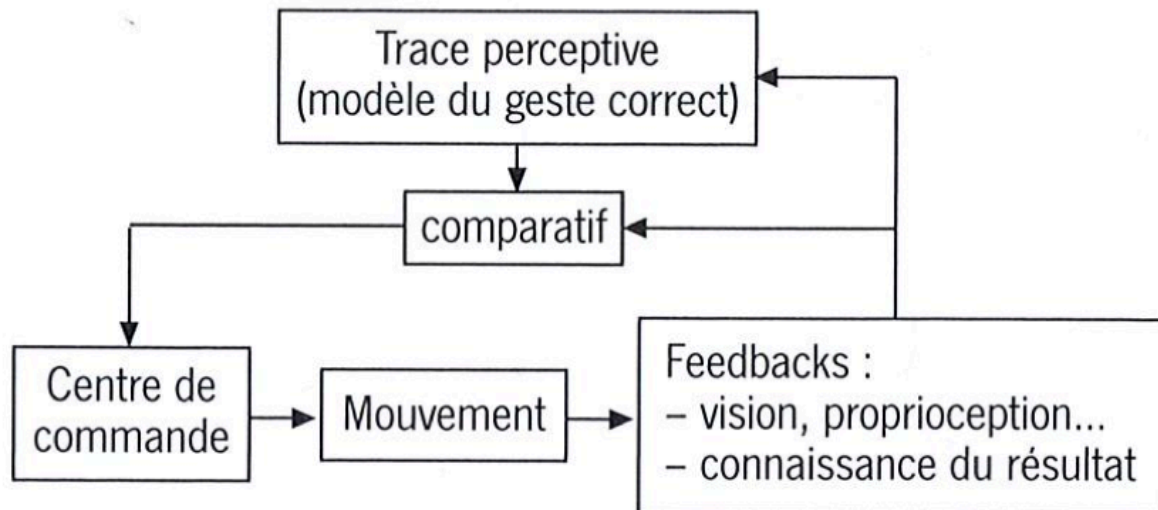 Trace perceptive
(modèle du geste correct)
comparatif
Centre de
commande
Mouvement
Feedbacks :
– vision, proprioception...
– connaissance du résultat